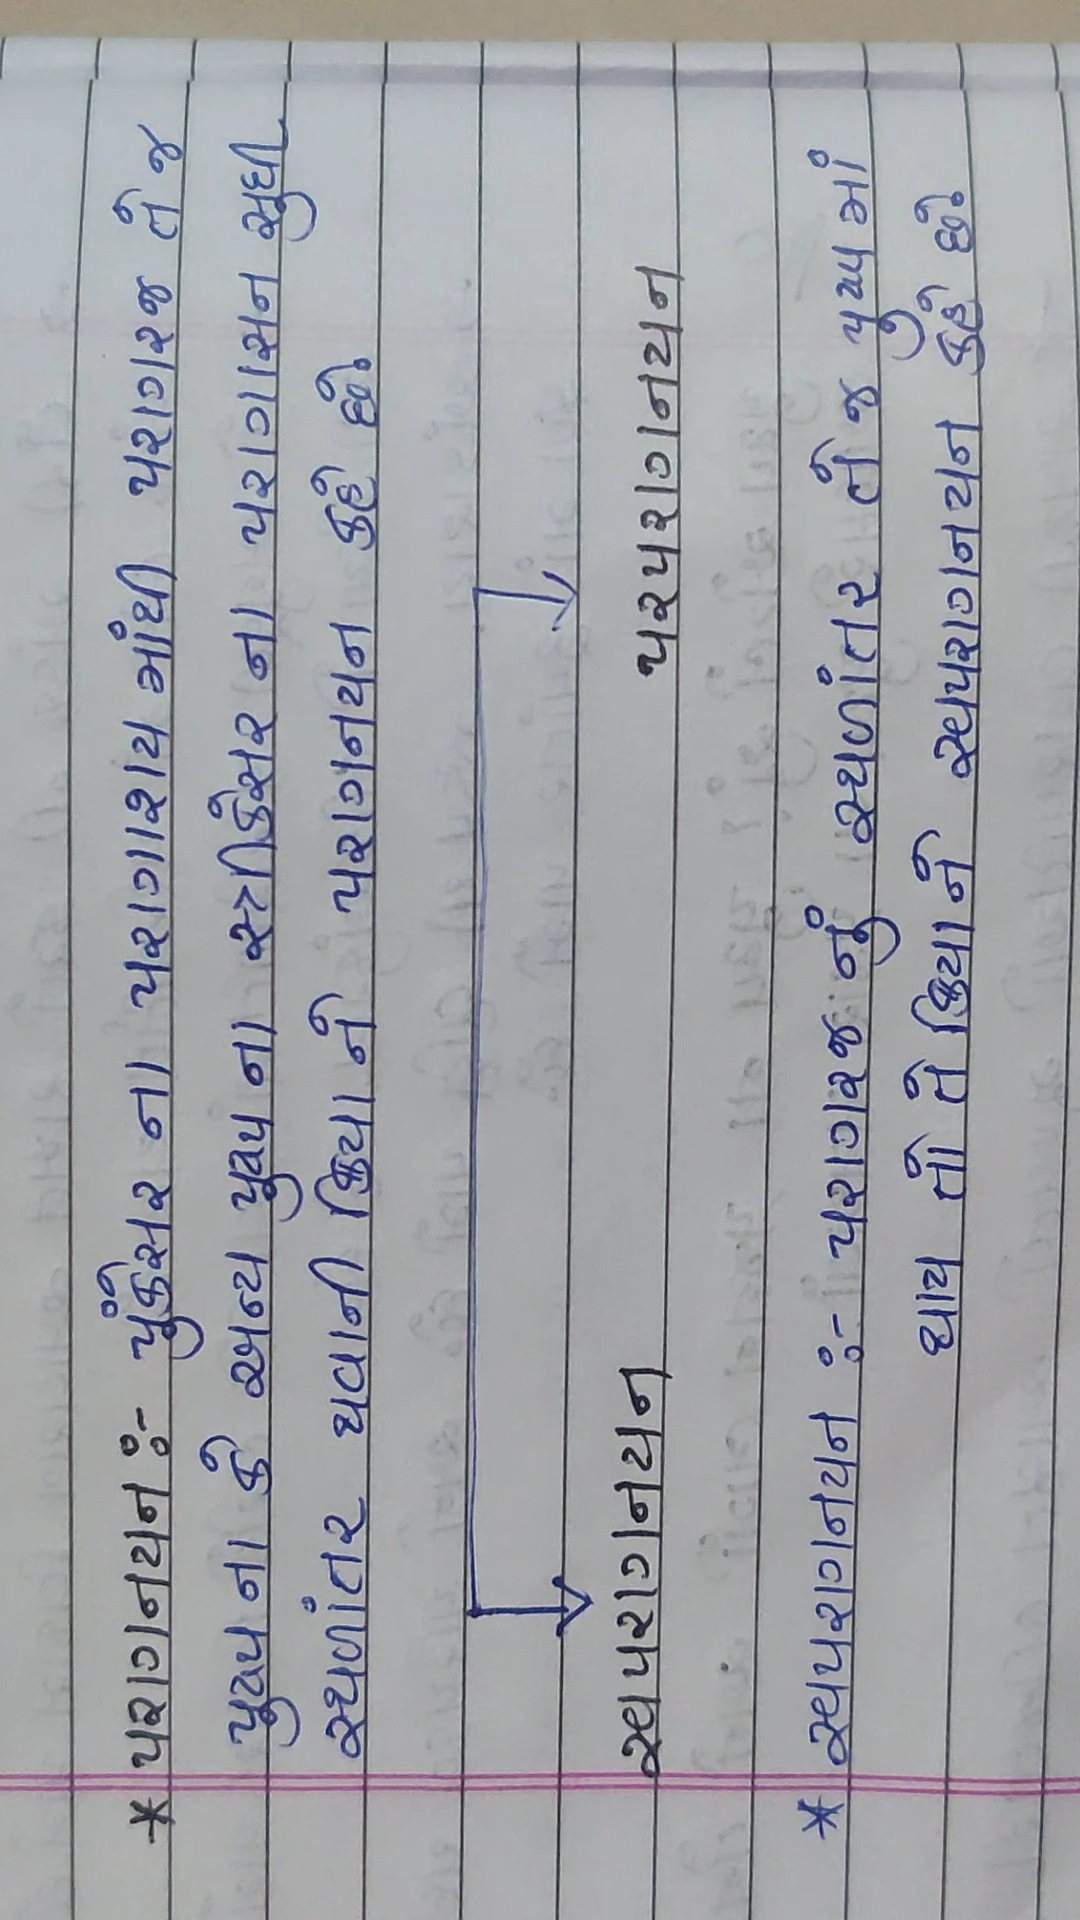 * પરાગનયન :- પુંકેસર ના પરાગાશય માંથી પરાગરજ તે જ
પુષ્પ ના કે અન્ય પુષ્પ ના સ્ત્રીકેસર ના પરાગાસન સુધી
સ્થળાંતર થવાની ક્રિયા ને પરાગનયન કહે છે.
સ્વપરાગનયન પરપરાગનયન
* સ્વપરાગનયન :- પરાગરજ નું સ્થળાંતર તે જ પુષ્પ માં
થાય તો તે ક્રિયા ને સ્વપરાગનયન કહે છે.